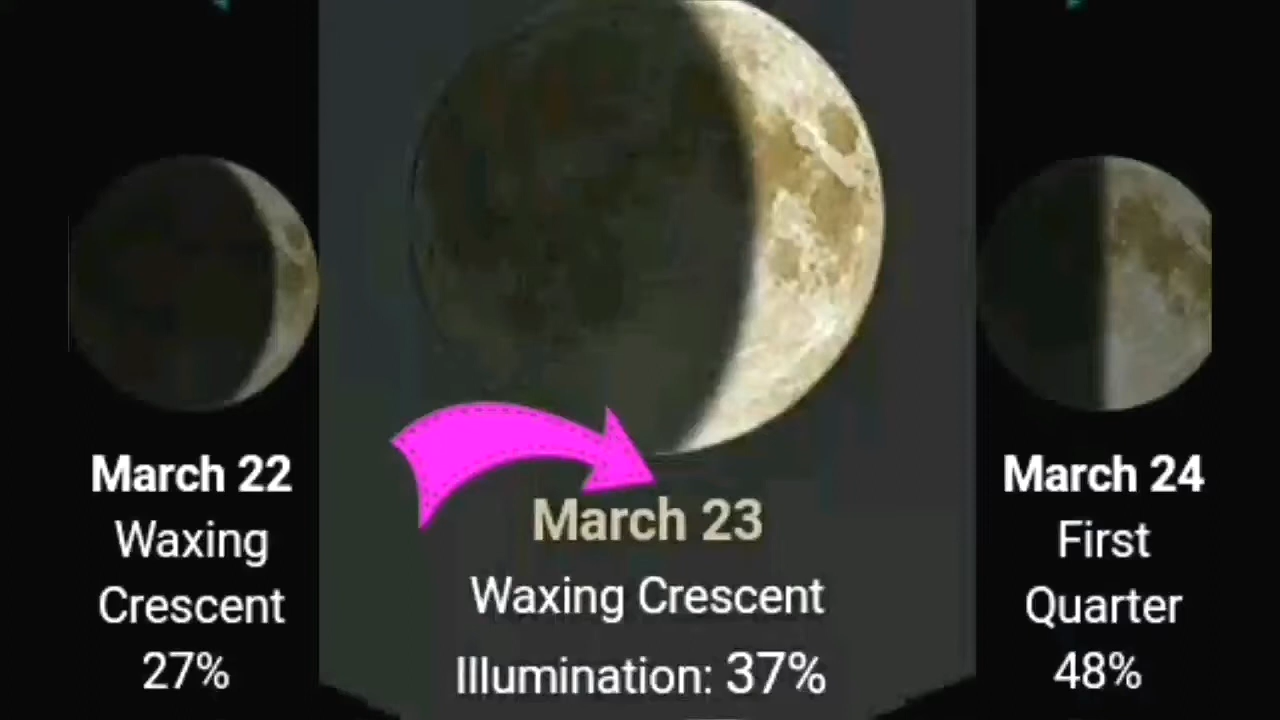 March 22
Waxing
Crescent
27%
March 23
Waxing Crescent
Illumination: 37%
March 24
First
Quarter
48%